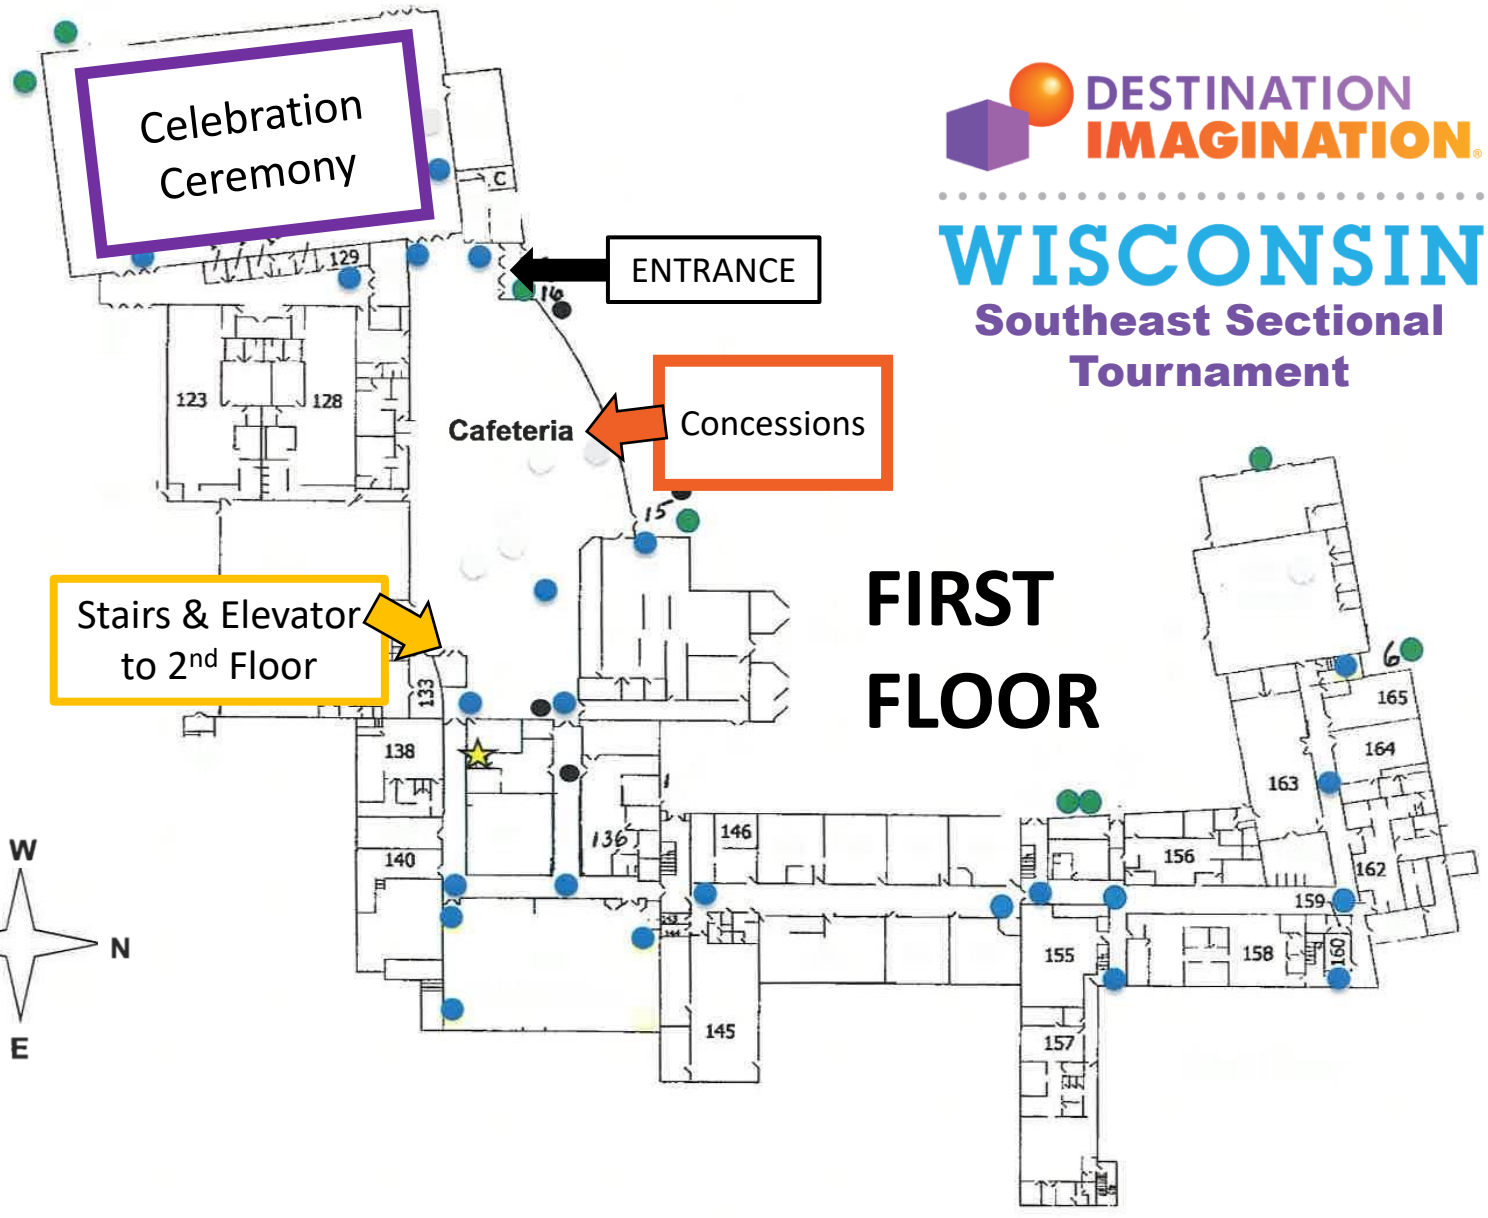 Celebration
Ceremony
DESTINATION
IMAGINATION®
WISCONSIN
Southeast Sectional
Tournament
C
129
ENTRANCE
16
123
128
Cafeteria
Concessions
15
Stairs & Elevator
to 2nd Floor
FIRST
FLOOR
133
6
165
138
164
163
146
136
156
140
162
159
W
N
E
155
158
160
145
157